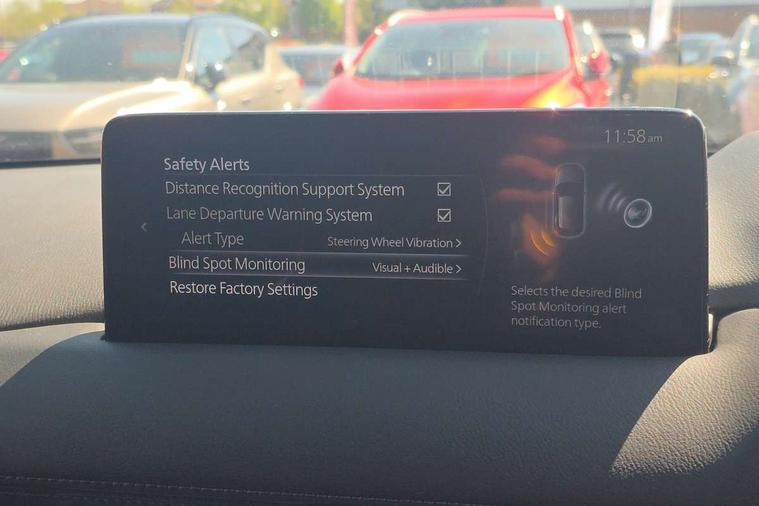 11:58 am
Safety Alerts
Distance Recognition Support System
Lane Departure Warning System
Alert Type Steering Wheel Vibration >
Blind Spot Monitoring Visual + Audible >
Restore Factory Settings
Selects the desired Blind
Spot Monitoring alert
notification type.